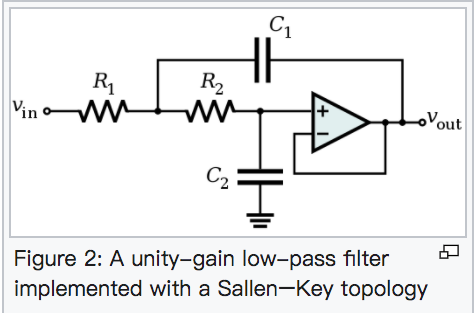 C1
R1
R2
Vin
+
−
Vout
C2
Figure 2: A unity–gain low–pass filter
implemented with a Sallen—Key topology